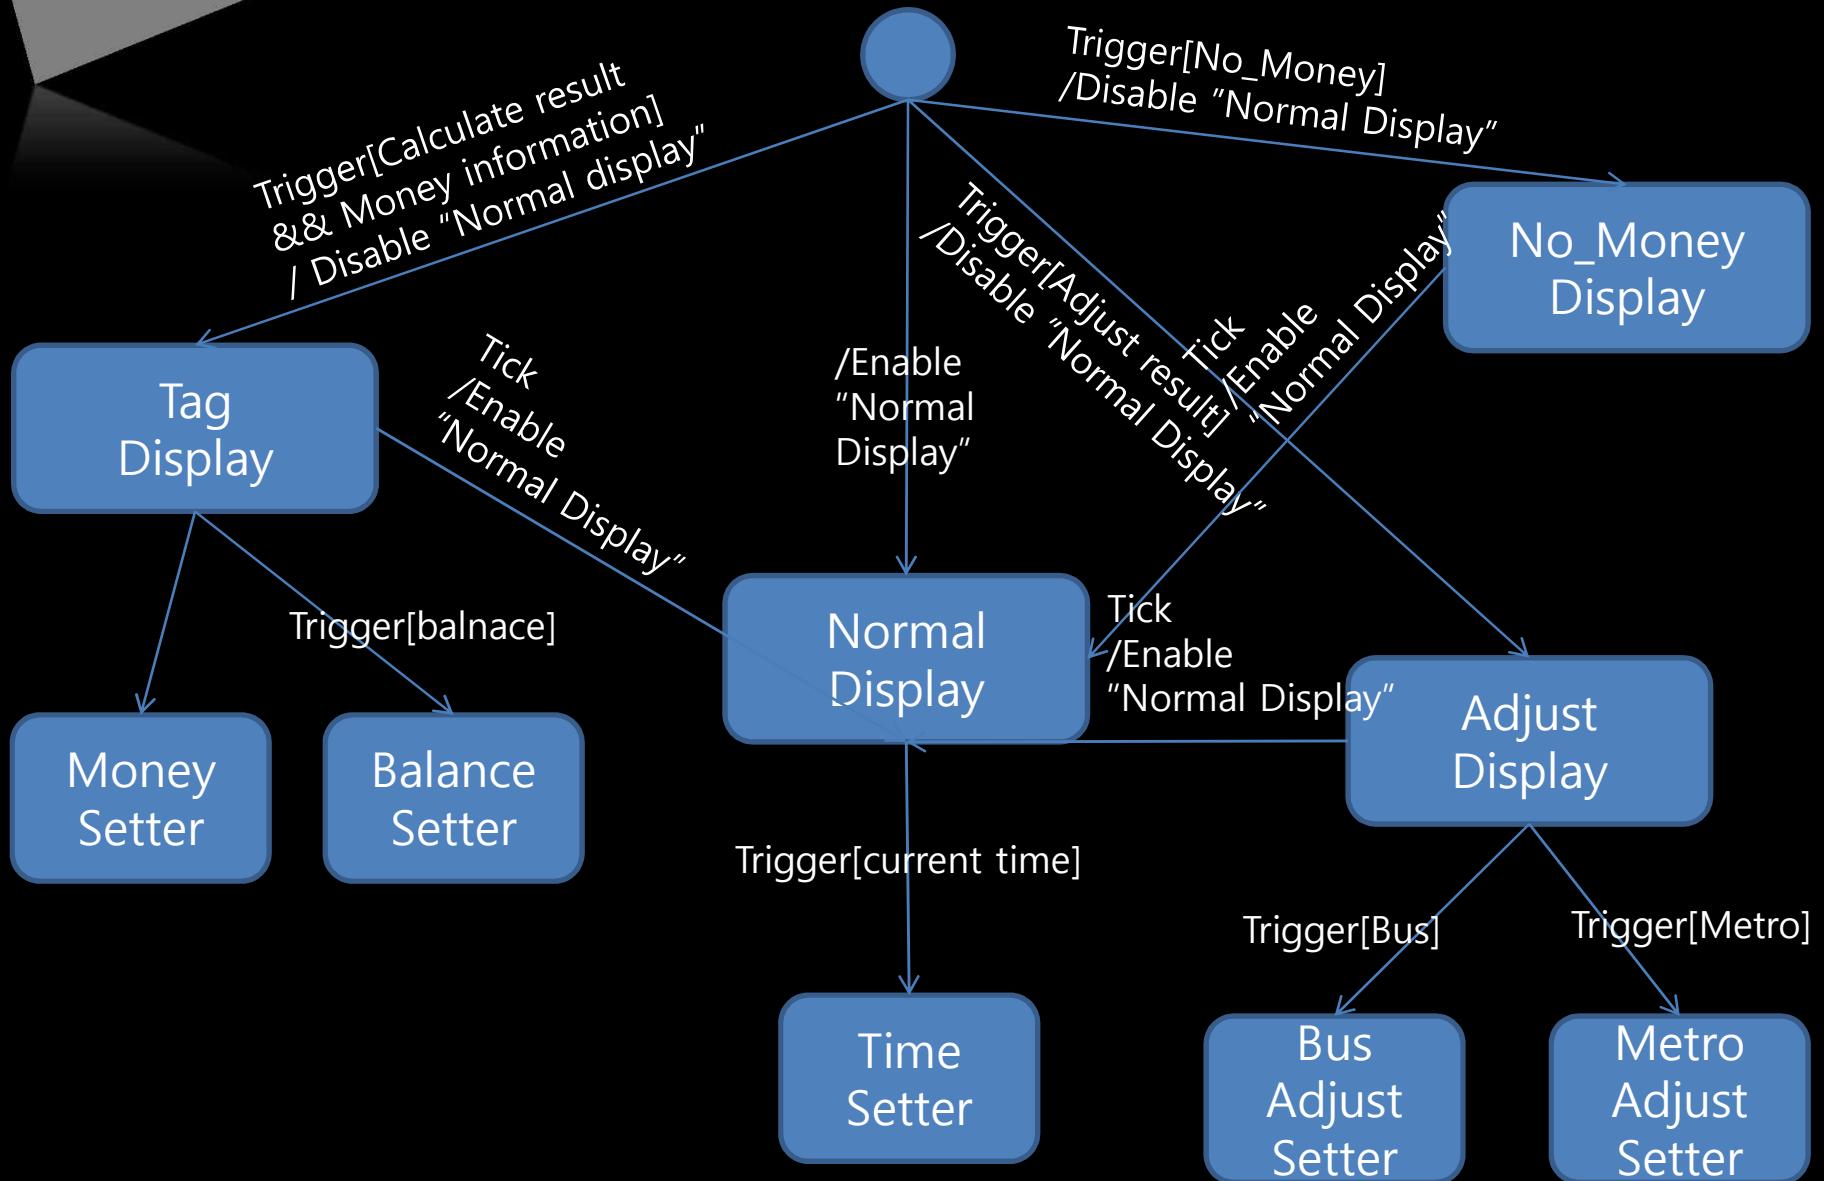 Trigger[No_Money]
/Disable "Normal Display"
Trigger[Calculate result
&& Money information]
/ Disable "Normal display"
Trigger[Adjust result]
/Disable "Normal Display"
No_Money
Display
Tick
/Enable
"Normal Display"
Tag
Display
Tick
/Enable
"Normal Display"
/Enable
"Normal
Display"
Normal
Display
Tick
/Enable
"Normal Display"
Trigger[balnace]
Adjust
Display
Money
Setter
Balance
Setter
Trigger[current time]
Trigger[Bus]
Trigger[Metro]
Time
Setter
Bus
Adjust
Setter
Metro
Adjust
Setter